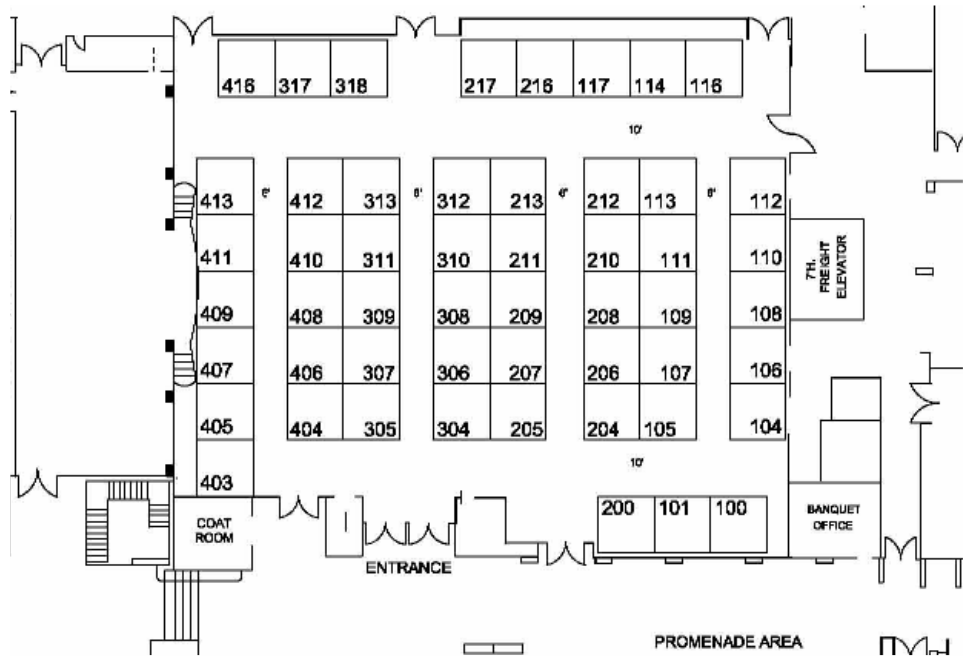 416 317 318 217 216 117 114 116
10'
413 6' 412 313 8' 312 213 6' 212 113 8' 112
411 410 311 310 211 210 111 110
7'H.
FREIGHT
ELEVATOR
409 408 309 308 209 208 109 108
407 406 307 306 207 206 107 106
405 404 305 304 205 204 105 104
10'
403
COAT
ROOM
200 101 100
BANQUET
OFFICE
ENTRANCE
PROMENADE AREA